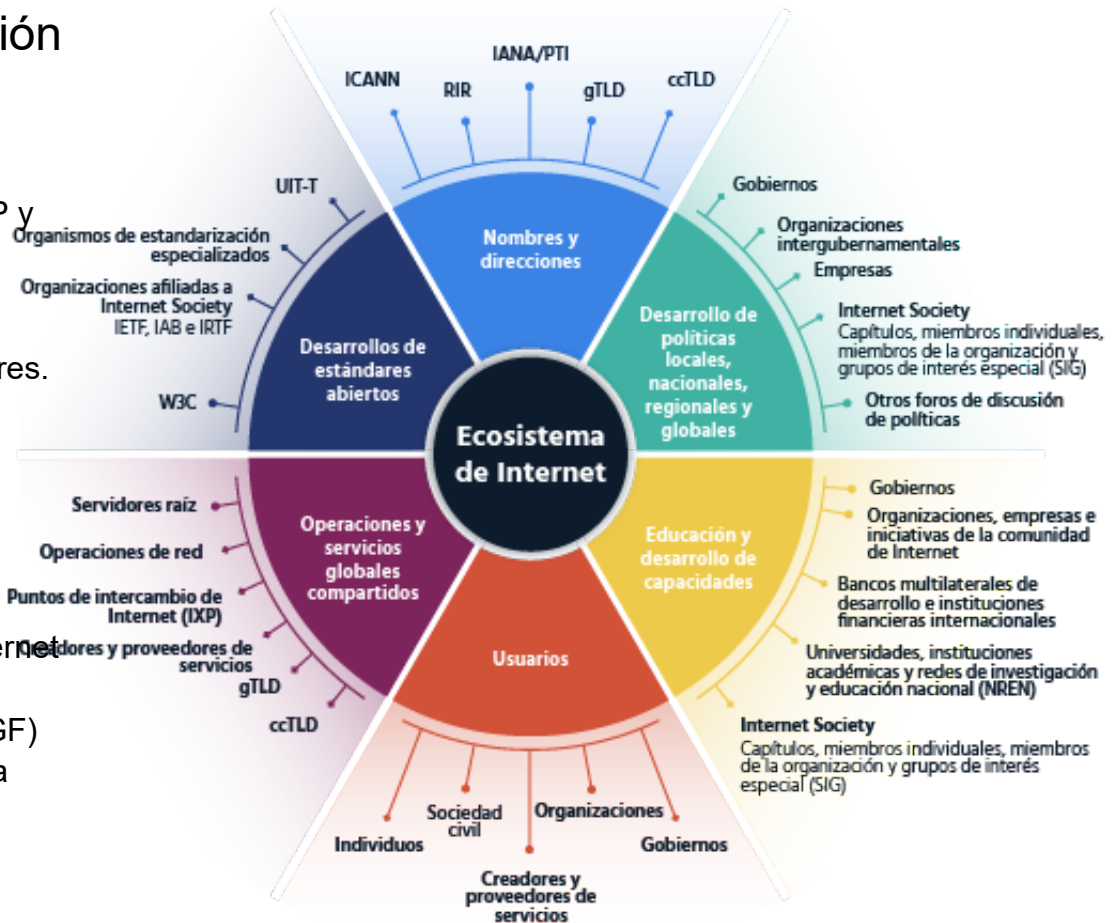 ión
P y
res.
ernet
GF)
a
IANA/PTI
ICANN
RIR
gTLD
ccTLD
Nombres y
direcciones
Gobiernos
Organizaciones
intergubernamentales
Empresas
Internet Society
Capítulos, miembros individuales,
miembros de la organización y
grupos de interés especial (SIG)
Otros foros de discusión
de políticas
Desarrollo de
políticas
locales,
nacionales,
regionales y
globales
Gobiernos
Organizaciones, empresas e
iniciativas de la comunidad
de Internet
Bancos multilaterales de
desarrollo e instituciones
financieras internacionales
Universidades, instituciones
académicas y redes de investigación
y educación nacional (NREN)
Internet Society
Capítulos, miembros individuales, miembros
de la organización y grupos de interés
especial (SIG)
Educación y
desarrollo de
capacidades
Usuarios
Individuos
Sociedad
civil
Creadores y
proveedores de
servicios
Organizaciones
Gobiernos
Operaciones y
servicios
globales
compartidos
Servidores raíz
Operaciones de red
Puntos de intercambio de
Internet (IXP)
Creadores y proveedores de
servicios
gTLD
ccTLD
Desarrollos de
estándares
abiertos
UIT-T
Organismos de estandarización
especializados
Organizaciones afiliadas a
Internet Society
IETF, IAB e IRTF
W3C
Ecosistema
de Internet